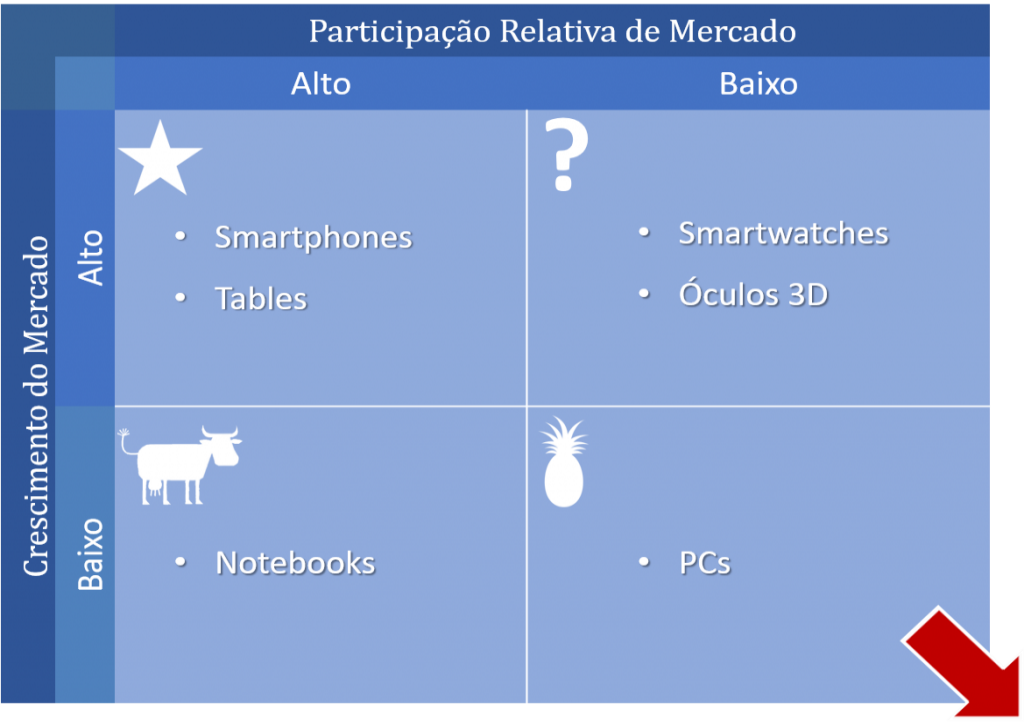 Participação Relativa de Mercado
Alto
Baixo
Crescimento do Mercado
Alto
?
• Smartphones
• Tables
• Smartwatches
• Óculos 3D
Baixo
• Notebooks
• PCs